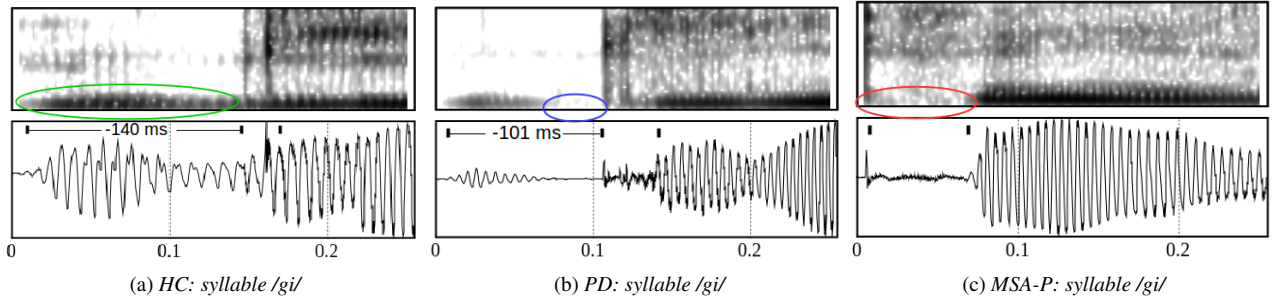 -140 ms
-101 ms
0 0.1 0.2
0 0.1 0.2
0 0.1 0.2
(a) HC: syllable /gi/
(b) PD: syllable /gi/
(c) MSA-P: syllable /gi/